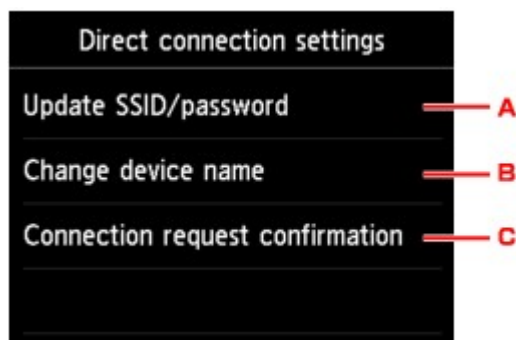 Direct connection settings
Update SSID/password
A
Change device name
B
Connection request confirmation
C